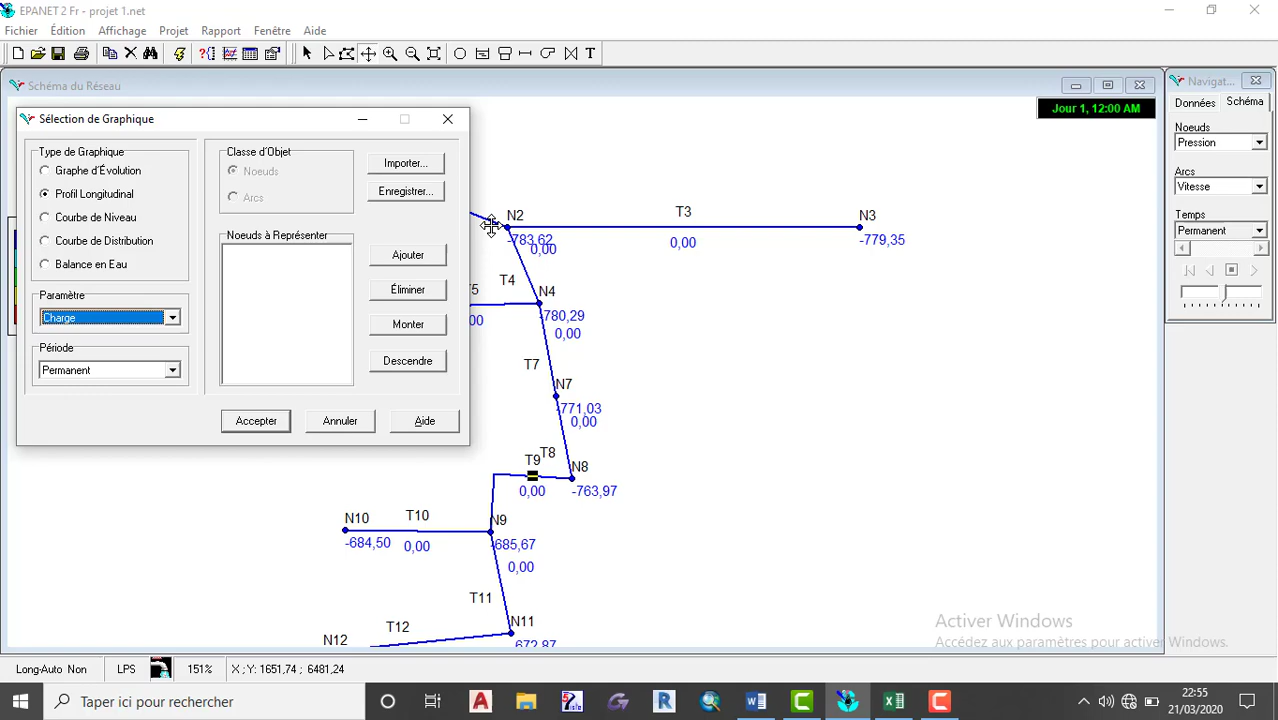 EPANET 2 Fr - projet 1.net
Fichier Édition Affichage Projet Rapport Fenêtre Aide
Schéma du Réseau
Navigat...
Jour 1, 12:00 AM
Données Schéma
Noeuds
Pression
Arcs
Vitesse
Temps
Permanent
Sélection de Graphique
Type de Graphique
Graphe d'Évolution
Profil Longitudinal
Courbe de Niveau
Courbe de Distribution
Balance en Eau
Paramètre
Charge
Période
Permanent
Classe d'Objet
Noeuds
Arcs
Noeuds à Représenter
Importer...
Enregistrer...
Ajouter
Éliminer
Monter
Descendre
Accepter Annuler Aide
N2 T3 N3
-783,62 0,00 0,00 -779,35
T4 N4
-780,29
0,00
T7
N7
-771,03
0,00
T8
T9 N8
0,00 -763,97
N10 T10 N9
-684,50 0,00 -685,67
0,00
T11
N11
T12
N12
Activer Windows
Accédez aux paramètres pour activer Windows.
Long-Auto Non LPS 151% X ; Y: 1651,74 ; 6481,24
Taper ici pour rechercher
22:55
21/03/2020